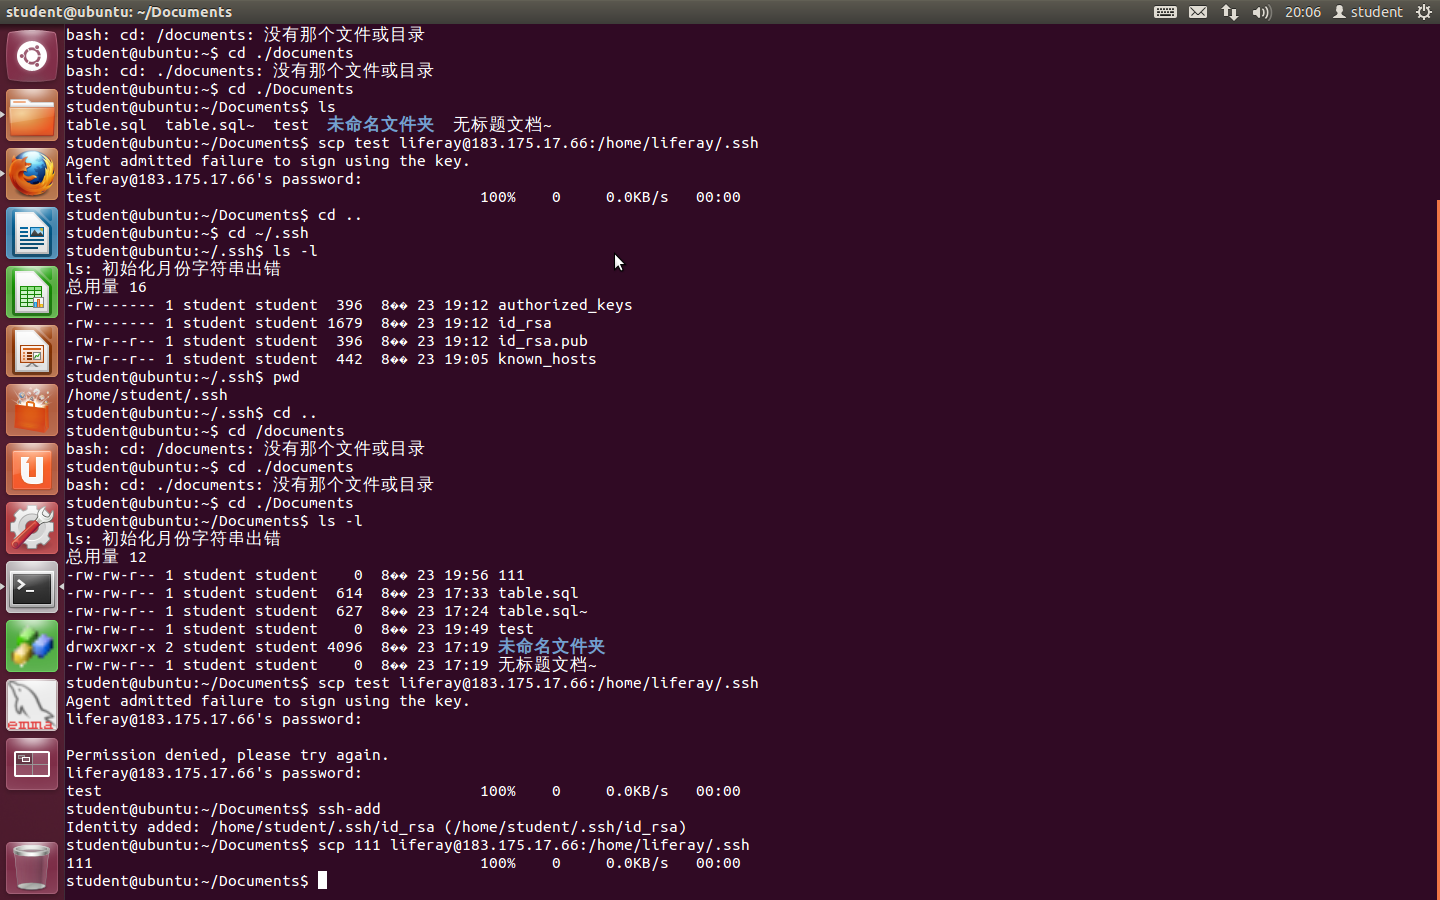 student@ubuntu: ~/Documents
20:06
student
bash: cd: /documents: 没有那个文件或目录
student@ubuntu:~$ cd ./documents
bash: cd: ./documents: 没有那个文件或目录
student@ubuntu:~$ cd ./Documents
student@ubuntu:~/Documents$ ls
table.sql  table.sql~  test  未命名文件夹  无标题文档~
student@ubuntu:~/Documents$ scp test liferay@183.175.17.66:/home/liferay/.ssh
Agent admitted failure to sign using the key.
liferay@183.175.17.66's password:
test                                          100%    0     0.0KB/s   00:00
student@ubuntu:~/Documents$ cd ..
student@ubuntu:~$ cd ~/.ssh
student@ubuntu:~/.ssh$ ls -l
ls: 初始化月份字符串出错
总用量 16
-rw------- 1 student student  396  8�� 23 19:12 authorized_keys
-rw------- 1 student student 1679  8�� 23 19:12 id_rsa
-rw-r--r-- 1 student student  396  8�� 23 19:12 id_rsa.pub
-rw-r--r-- 1 student student  442  8�� 23 19:05 known_hosts
student@ubuntu:~/.ssh$ pwd
/home/student/.ssh
student@ubuntu:~/.ssh$ cd ..
student@ubuntu:~$ cd /documents
bash: cd: /documents: 没有那个文件或目录
student@ubuntu:~$ cd ./documents
bash: cd: ./documents: 没有那个文件或目录
student@ubuntu:~$ cd ./Documents
student@ubuntu:~/Documents$ ls -l
ls: 初始化月份字符串出错
总用量 12
-rw-rw-r-- 1 student student    0  8�� 23 19:56 111
-rw-rw-r-- 1 student student  614  8�� 23 17:33 table.sql
-rw-rw-r-- 1 student student  627  8�� 23 17:24 table.sql~
-rw-rw-r-- 1 student student    0  8�� 23 19:49 test
drwxrwxr-x 2 student student 4096  8�� 23 17:19 未命名文件夹
-rw-rw-r-- 1 student student    0  8�� 23 17:19 无标题文档~
student@ubuntu:~/Documents$ scp test liferay@183.175.17.66:/home/liferay/.ssh
Agent admitted failure to sign using the key.
liferay@183.175.17.66's password:
Permission denied, please try again.
liferay@183.175.17.66's password:
test                                          100%    0     0.0KB/s   00:00
student@ubuntu:~/Documents$ ssh-add
Identity added: /home/student/.ssh/id_rsa (/home/student/.ssh/id_rsa)
student@ubuntu:~/Documents$ scp 111 liferay@183.175.17.66:/home/liferay/.ssh
111                                           100%    0     0.0KB/s   00:00
student@ubuntu:~/Documents$
emma